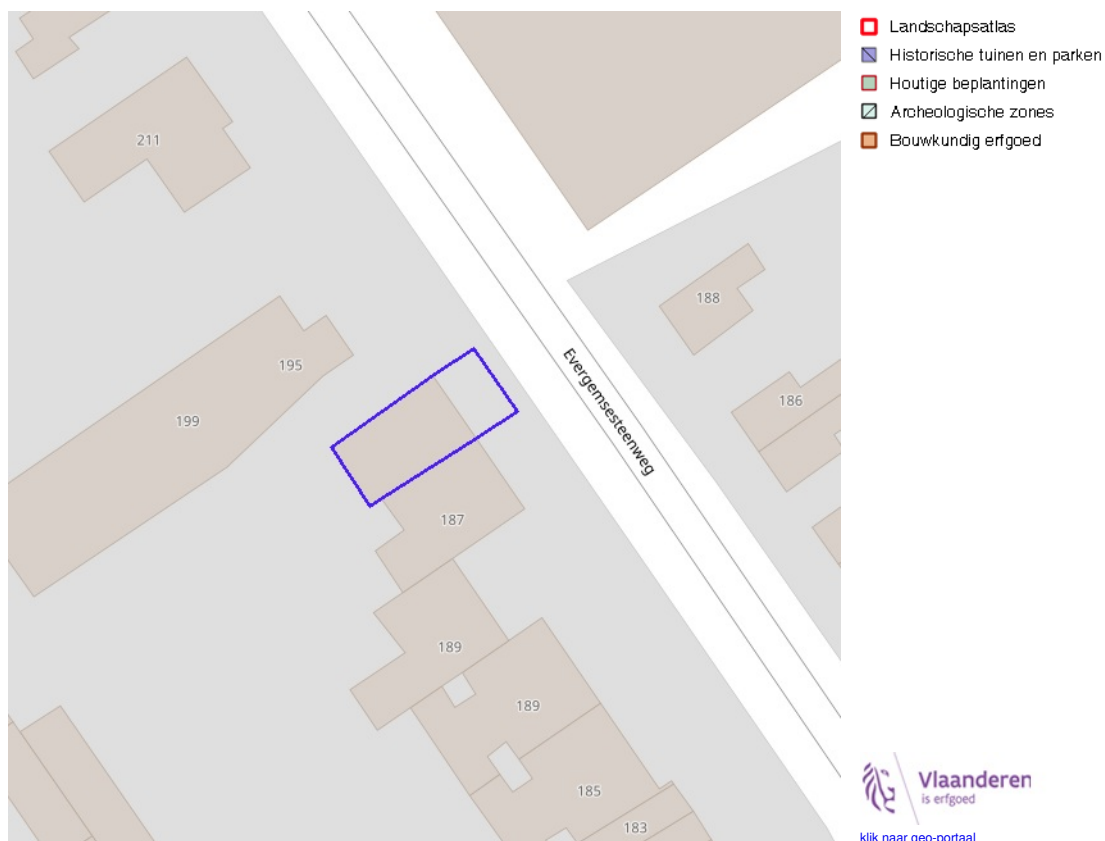 Landschapsatlas
Historische tuinen en parken
Houtige beplantingen
Archeologische zones
Bouwkundig erfgoed
211
188
195
186
199
Evergemsesteenweg
187
189
189
185
183
Vlaanderen
is erfgoed
klik naar geo-portaal